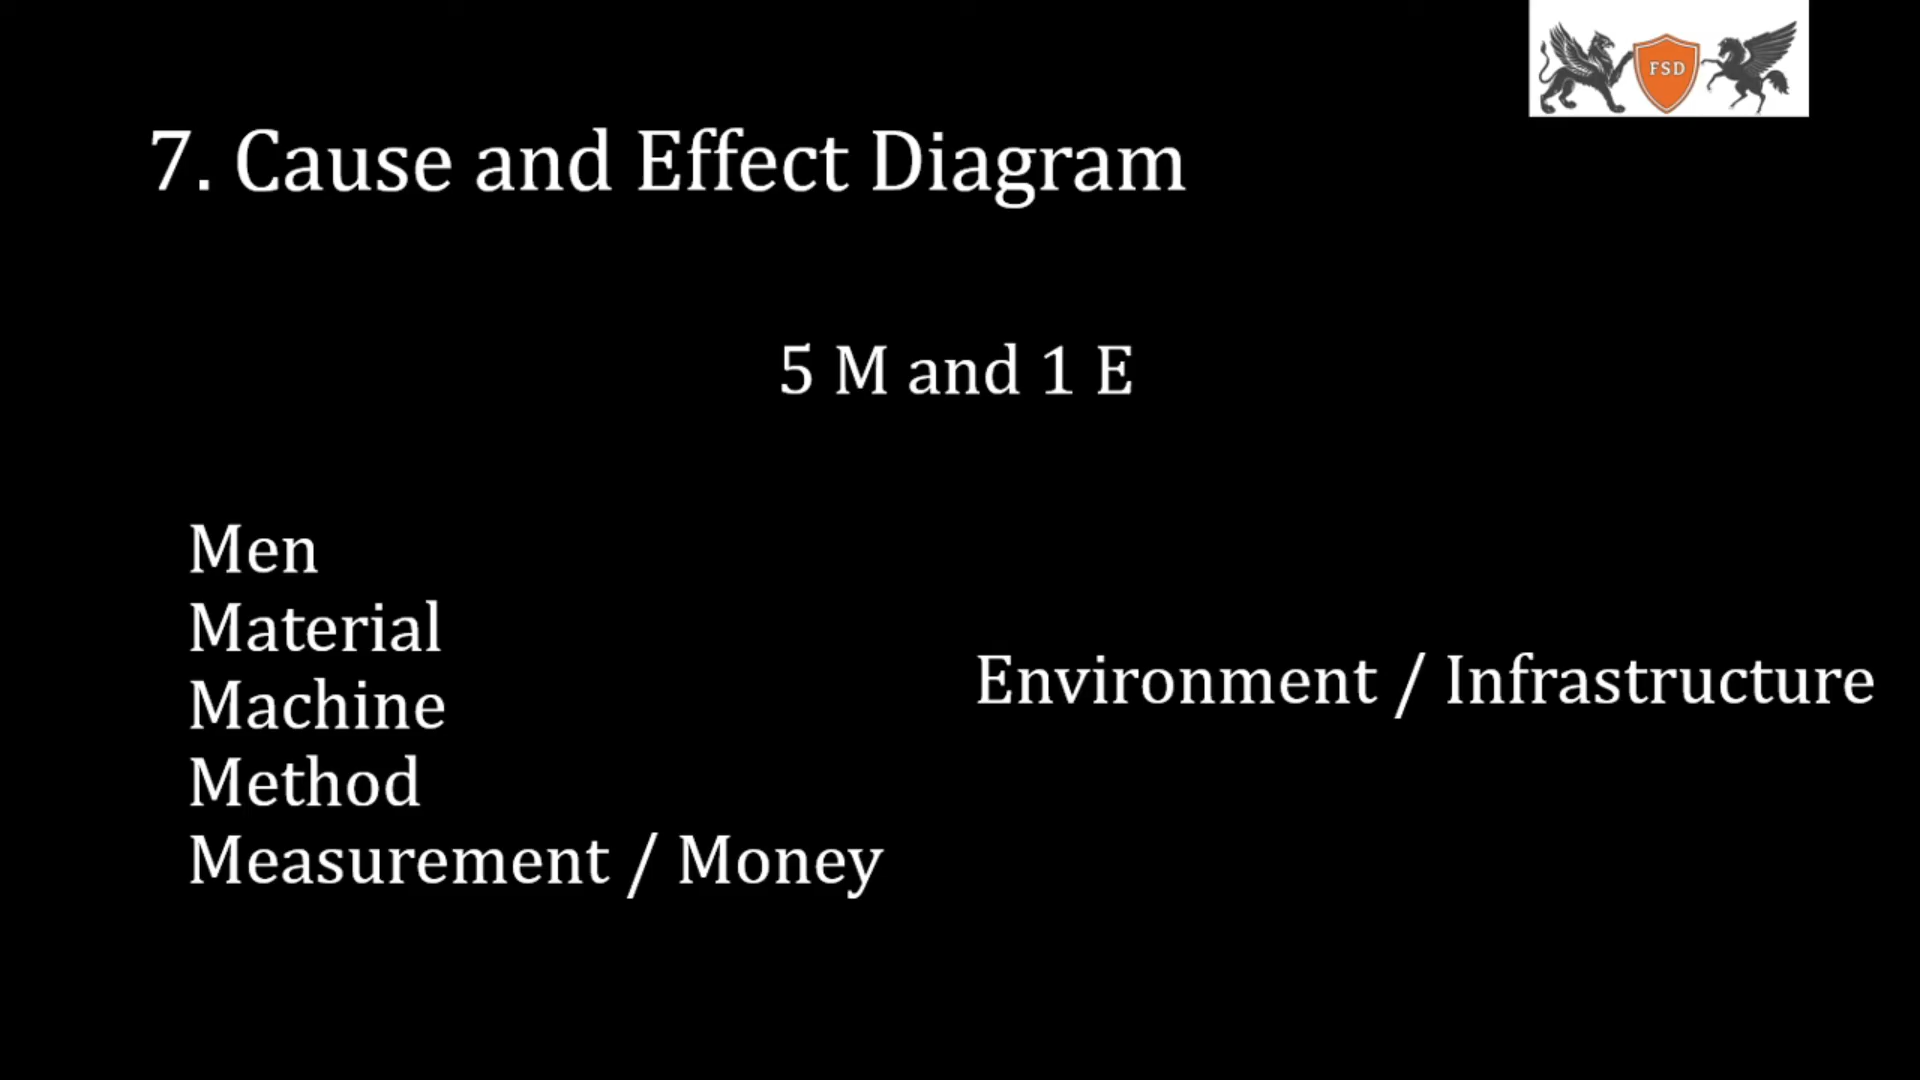 FSD
7. Cause and Effect Diagram
5 M and 1 E
Men
Material
Machine
Method
Measurement / Money
Environment / Infrastructure